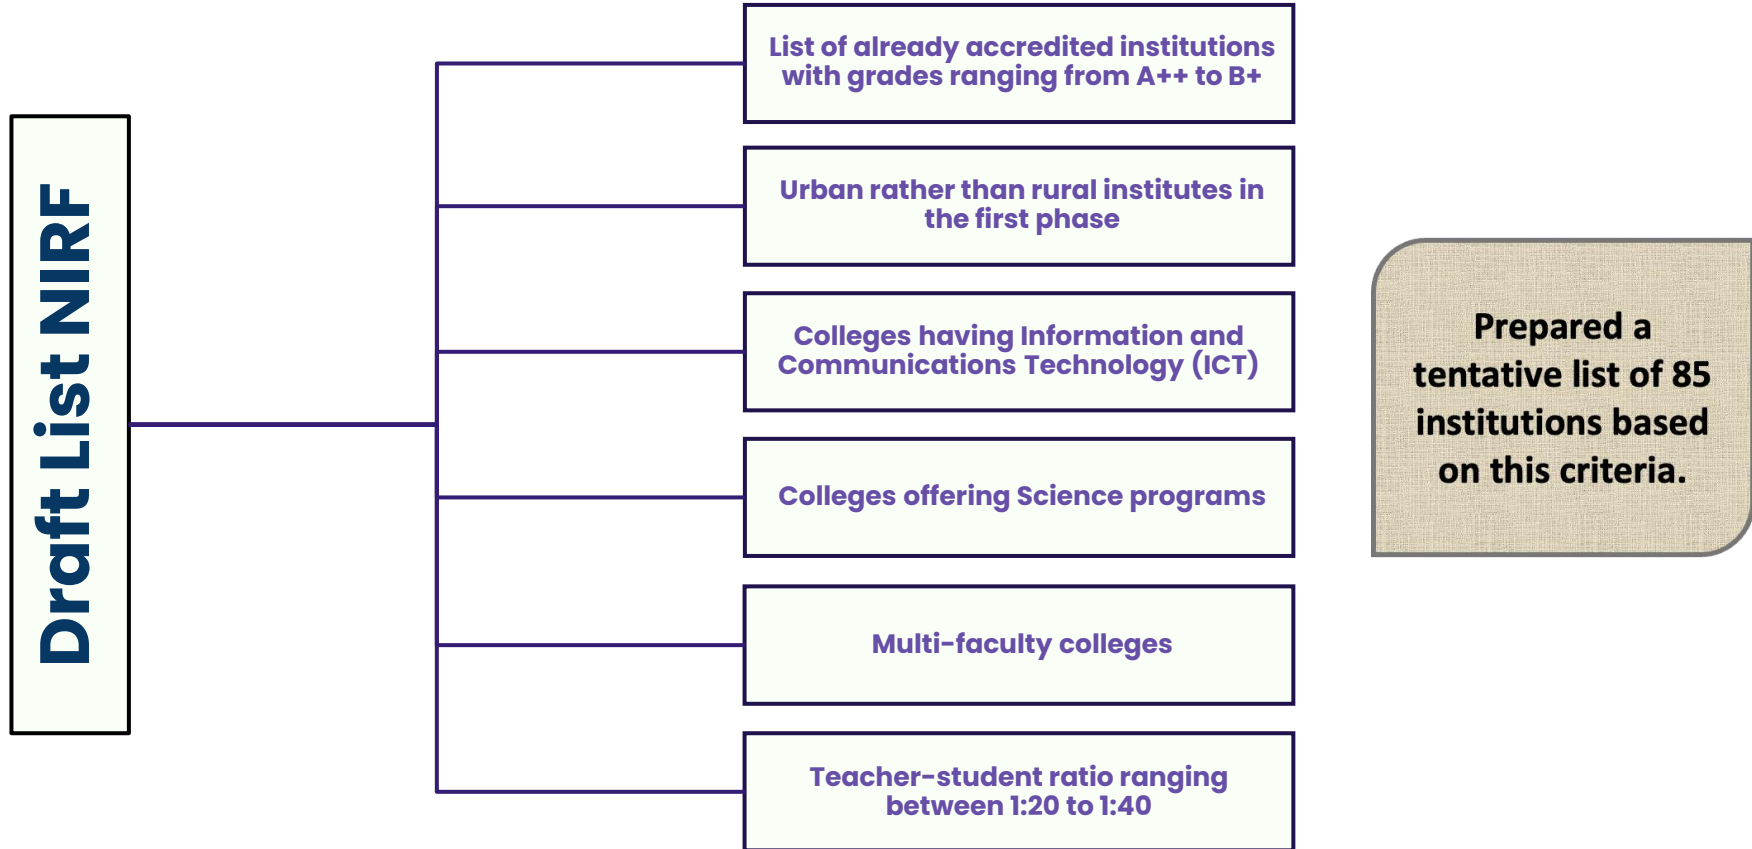 Draft List NIRF
List of already accredited institutions
with grades ranging from A++ to B+
Urban rather than rural institutes in
the first phase
Colleges having Information and
Communications Technology (ICT)
Colleges offering Science programs
Multi-faculty colleges
Teacher-student ratio ranging
between 1:20 to 1:40
Prepared a
tentative list of 85
institutions based
on this criteria.